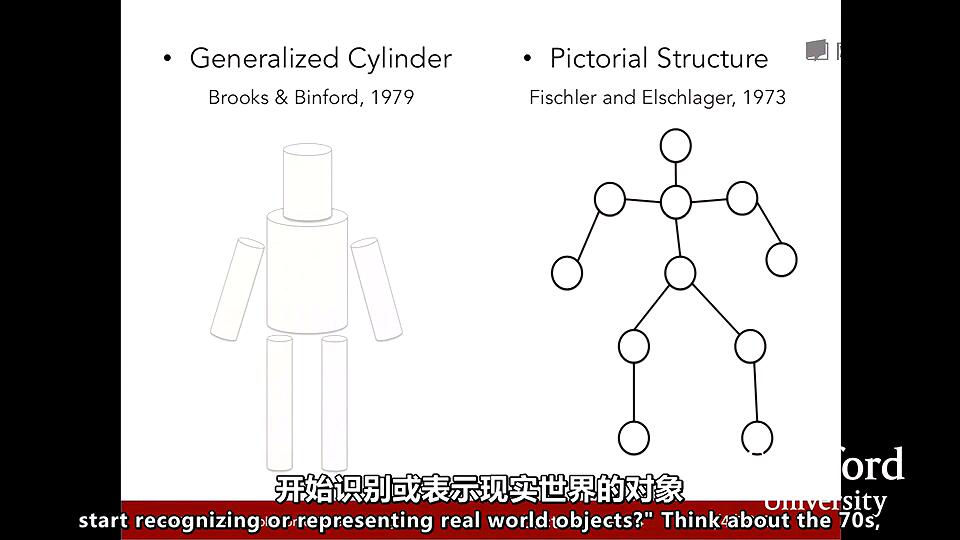 • Generalized Cylinder
Brooks & Binford, 1979
• Pictorial Structure
Fischler and Elschlager, 1973
开始识别或表示现实世界的对象
start recognizing or representing real world objects?" Think about the 70s,
University